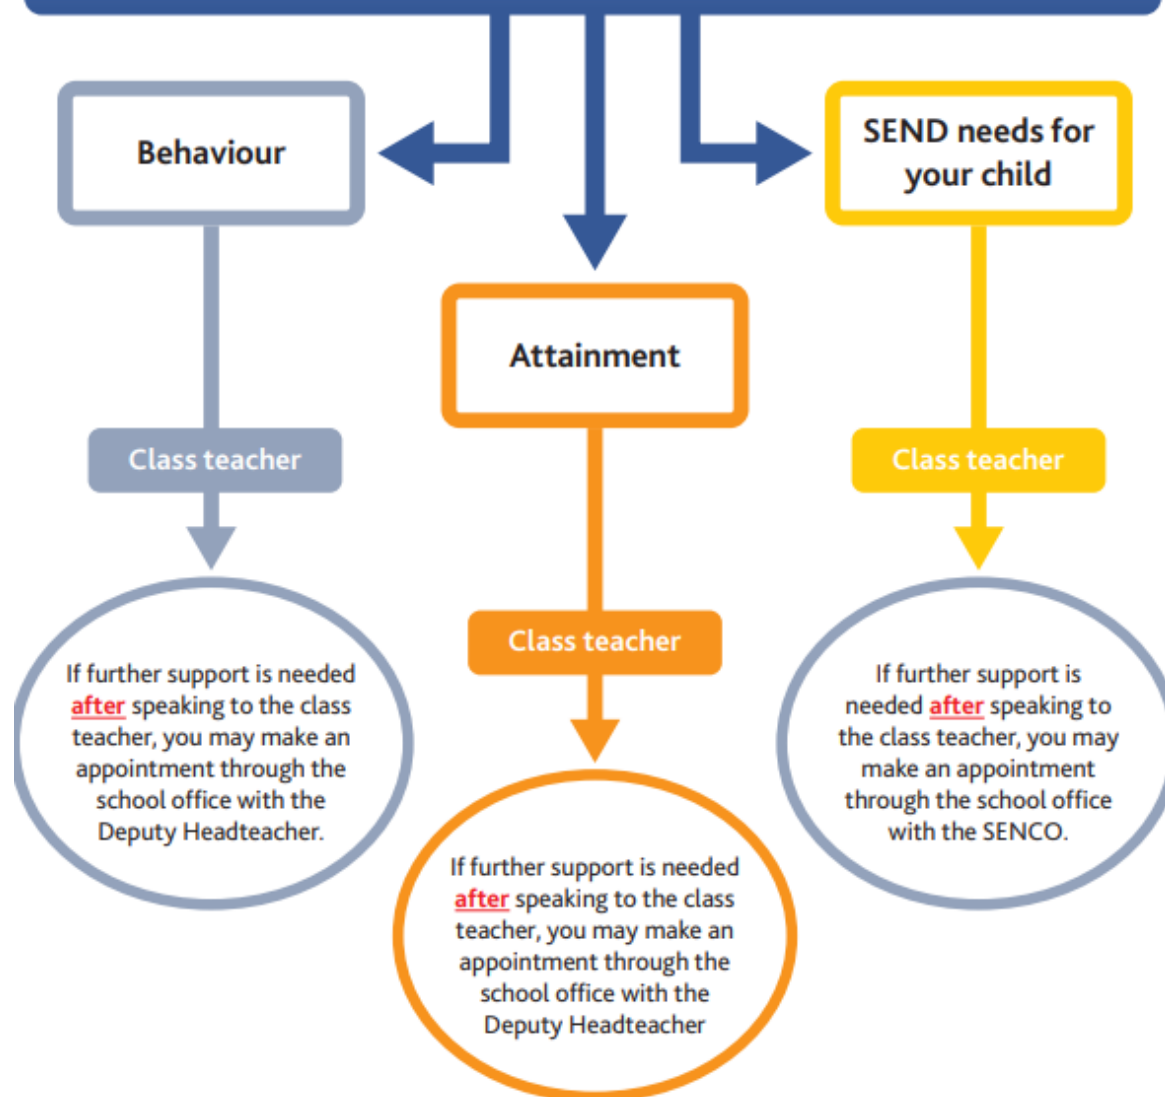 Behaviour
SEND needs for
your child
Attainment
Class teacher
Class teacher
Class teacher
If further support is needed
after speaking to the class
teacher, you may make an
appointment through the
school office with the
Deputy Headteacher.
If further support is
needed after speaking to
the class teacher, you may
make an appointment
through the school office
with the SENCO.
If further support is needed
after speaking to the class
teacher, you may make an
appointment through the
school office with the
Deputy Headteacher